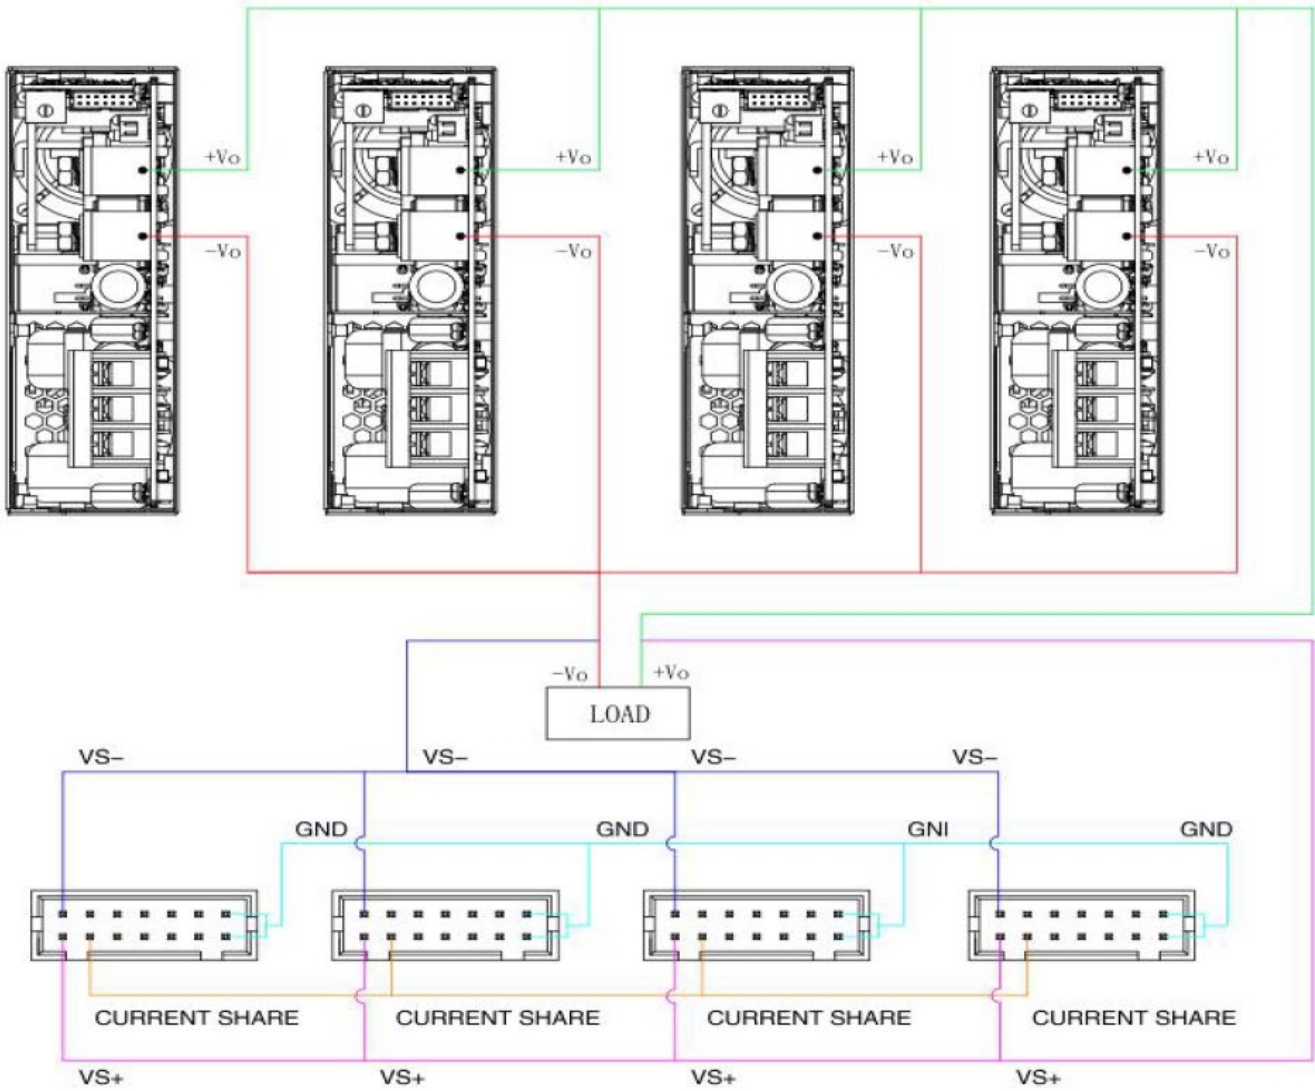 +Vo +Vo +Vo +Vo
-Vo -Vo -Vo -Vo
-Vo +Vo
LOAD
VS- VS- VS- VS-
GND GND GNI GND
CURRENT SHARE CURRENT SHARE CURRENT SHARE CURRENT SHARE
VS+ VS+ VS+ VS+